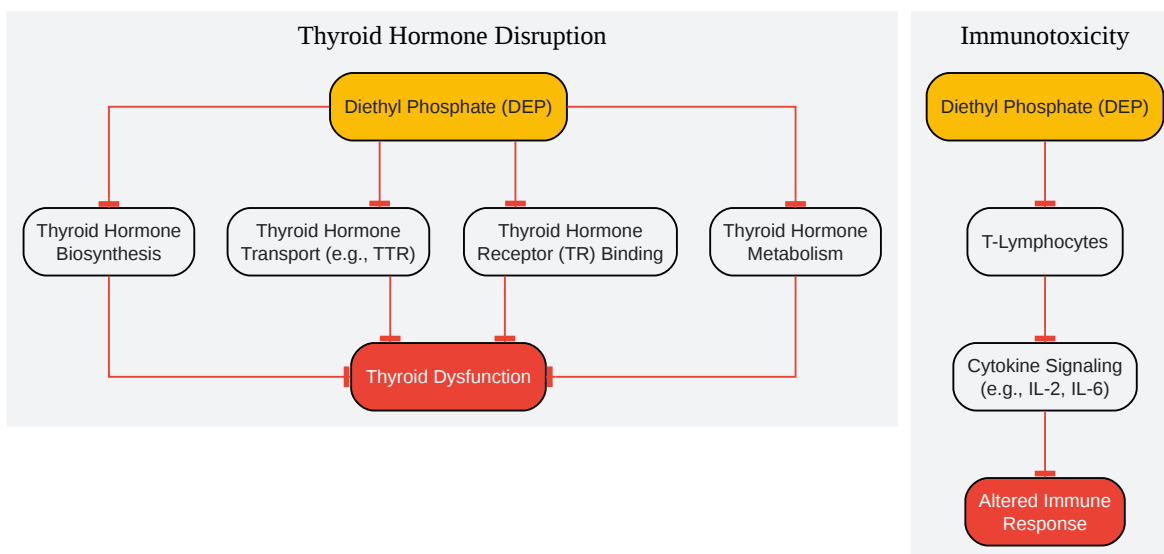 Thyroid Hormone Disruption
Diethyl Phosphate (DEP)
Thyroid Hormone
Biosynthesis
Thyroid Hormone
Transport (e.g., TTR)
Thyroid Hormone
Receptor (TR) Binding
Thyroid Hormone
Metabolism
Thyroid Dysfunction
Immunotoxicity
Diethyl Phosphate (DEP)
T-Lymphocytes
Cytokine Signaling
(e.g., IL-2, IL-6)
Altered Immune
Response